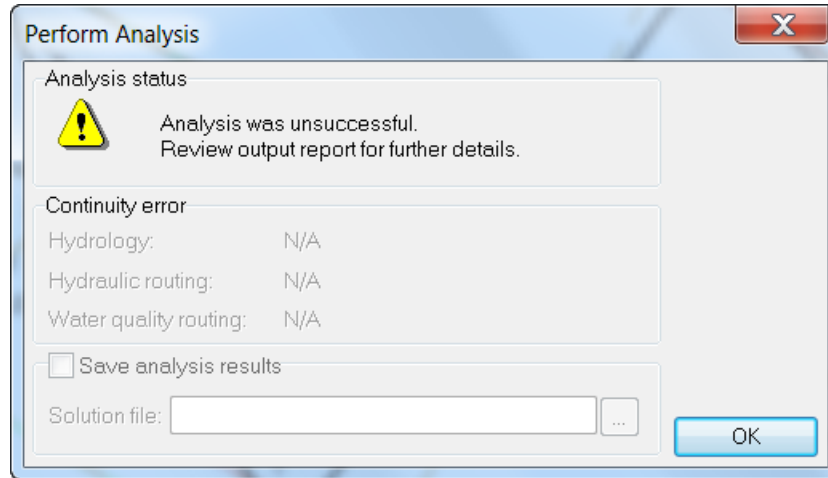 Perform Analysis
X
Analysis status
Analysis was unsuccessful.
Review output report for further details.
Continuity error
Hydrology: N/A
Hydraulic routing: N/A
Water quality routing: N/A
Save analysis results
Solution file: ...
OK